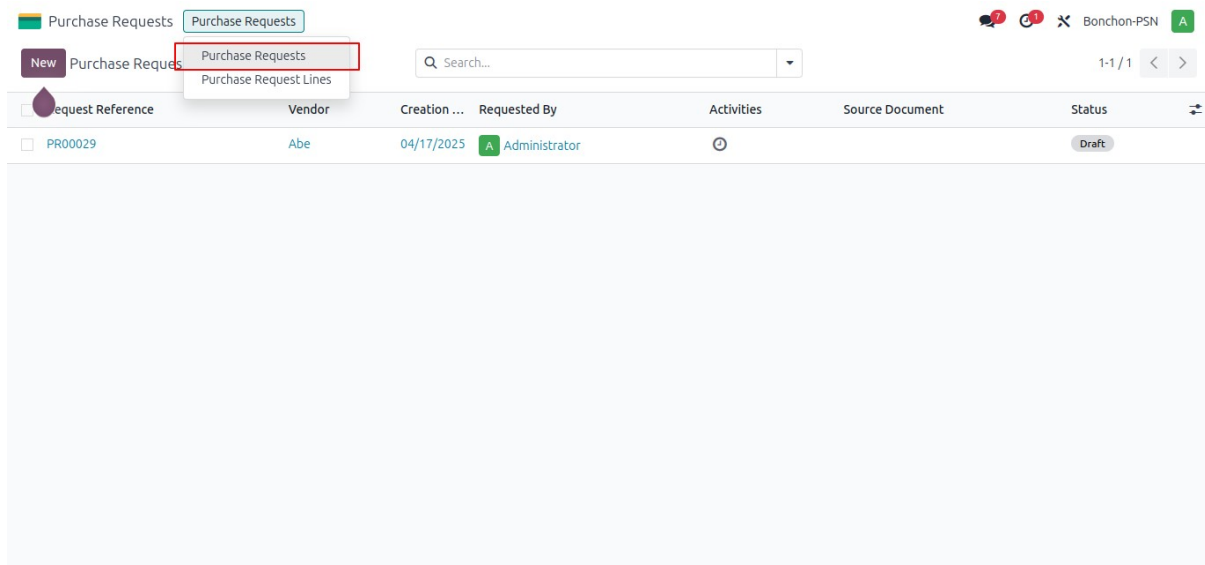 Purchase Requests Purchase Requests 7 1 Bonchon-PSN A
Purchase Requests
New Purchase Reques Search... 1-1 / 1
Purchase Request Lines
equest Reference Vendor Creation ... Requested By Activities Source Document Status
PR00029 Abe 04/17/2025 A Administrator Draft